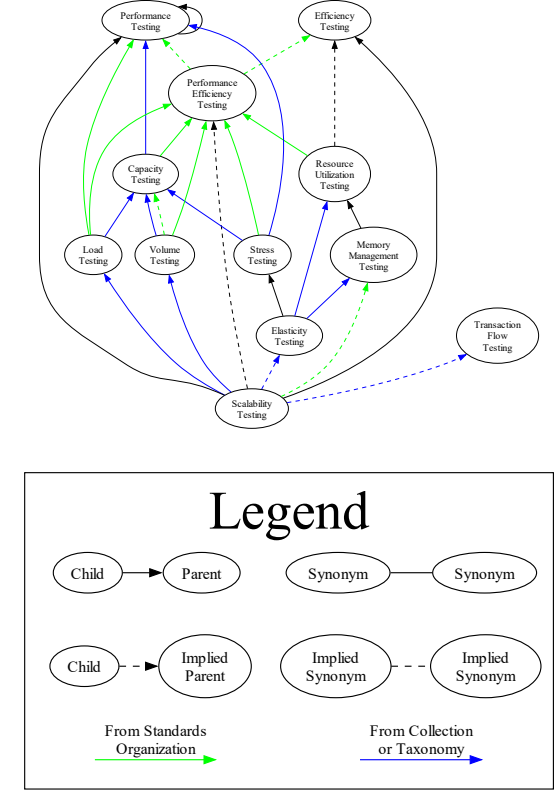 Performance
Testing
Efficiency
Testing
Performance
Efficiency
Testing
Capacity
Testing
Resource
Utilization
Testing
Load
Testing
Volume
Testing
Stress
Testing
Memory
Management
Testing
Elasticity
Testing
Transaction
Flow
Testing
Scalability
Testing
Legend
Child
Parent
Synonym
Synonym
Child
Implied
Parent
Implied
Synonym
Implied
Synonym
From Standards
Organization
From Collection
or Taxonomy